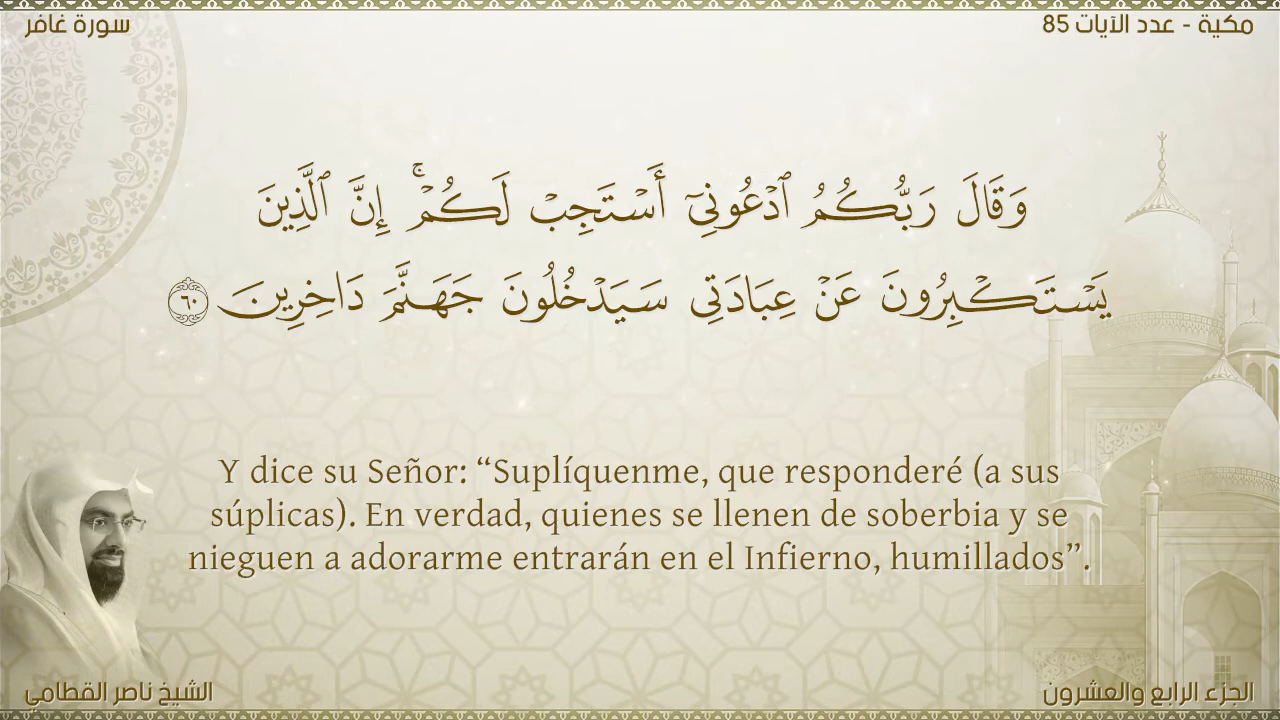 سورة غافر
مكية - عدد الآيات 85
وَقَالَ رَبُّكُمُ ٱدْعُونِيٓ أَسْتَجِبْ لَكُمْۚ إِنَّ ٱلَّذِينَ
يَسْتَكْبِرُونَ عَنْ عِبَادَتِي سَيَدْخُلُونَ جَهَنَّمَ دَاخِرِينَ ٦٠
Y dice su Señor: “Suplíquenme, que responderé (a sus
súplicas). En verdad, quienes se llenen de soberbia y se
nieguen a adorarme entrarán en el Infierno, humillados”.
الشيخ ناصر القطامي
الجزء الرابع والعشرون